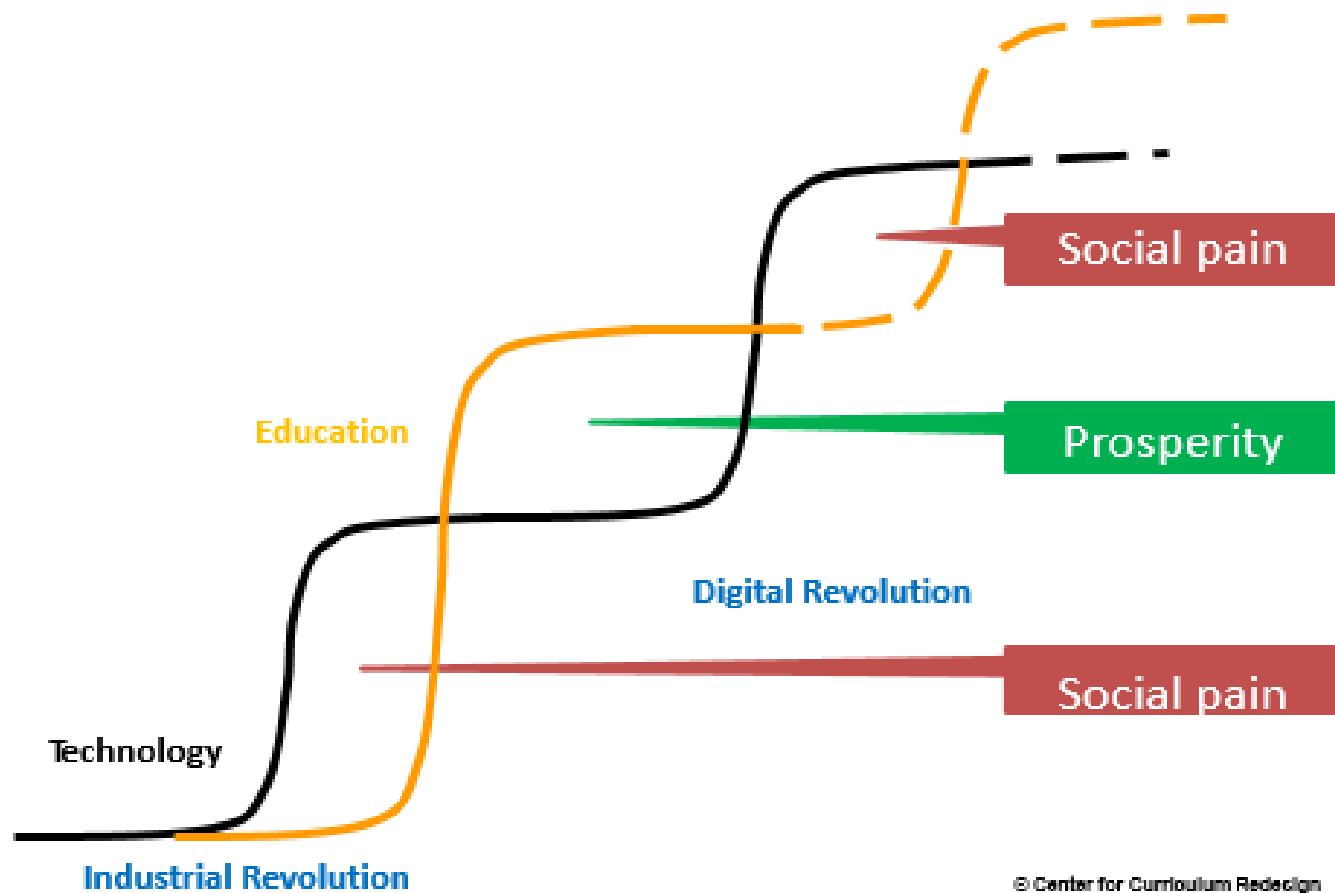 Social pain
Education
Prosperity
Digital Revolution
Social pain
Technology
Industrial Revolution
© Center for Curriculum Redesign